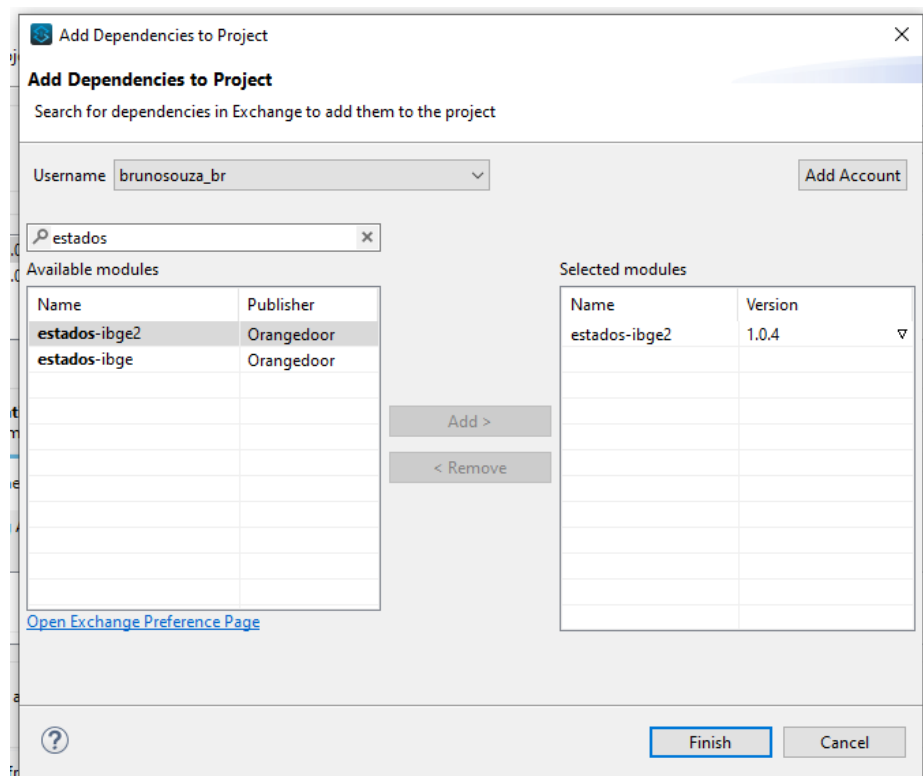 Add Dependencies to Project
Add Dependencies to Project
Search for dependencies in Exchange to add them to the project
Username brunosouza_br Add Account
estados
Available modules
Name Publisher
estados-ibge2 Orangedoor
estados-ibge Orangedoor
Add >
< Remove
Selected modules
Name Version
estados-ibge2 1.0.4
Open Exchange Preference Page
? Finish Cancel